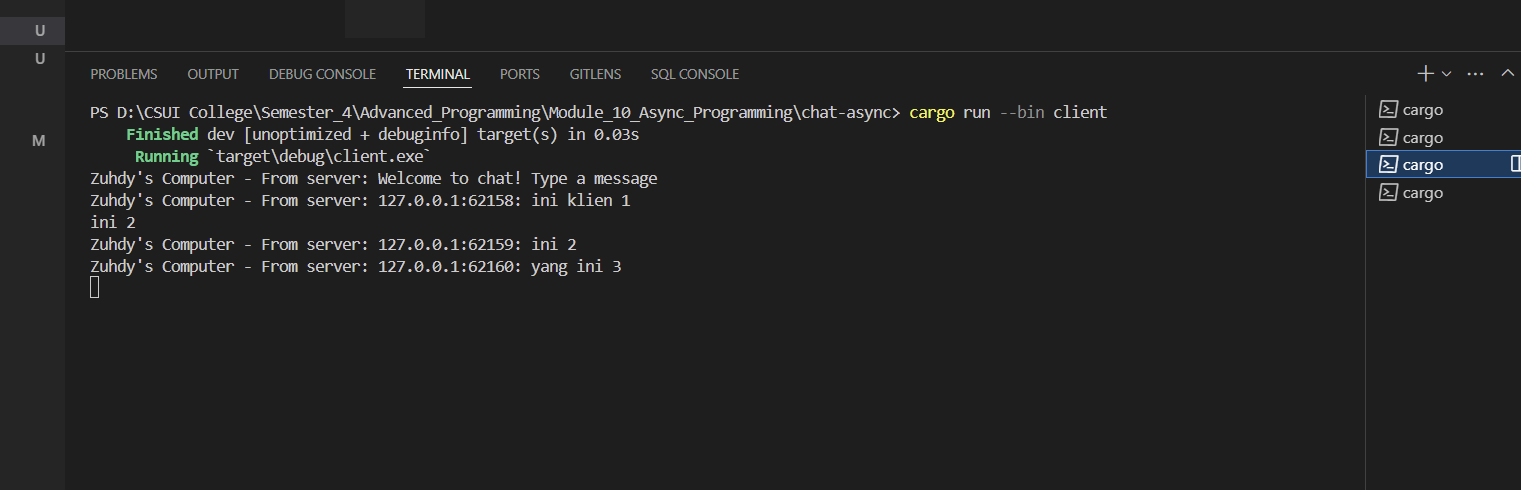 U
U
M
PROBLEMS OUTPUT DEBUG CONSOLE TERMINAL PORTS GITLENS SQL CONSOLE
PS D:\CSUI College\Semester_4\Advanced_Programming\Module_10_Async_Programming\chat-async> cargo run --bin client
Finished dev [unoptimized + debuginfo] target(s) in 0.03s
Running `target\debug\client.exe`
Zuhdy's Computer - From server: Welcome to chat! Type a message
Zuhdy's Computer - From server: 127.0.0.1:62158: ini klien 1
ini 2
Zuhdy's Computer - From server: 127.0.0.1:62159: ini 2
Zuhdy's Computer - From server: 127.0.0.1:62160: yang ini 3
cargo
cargo
cargo
cargo